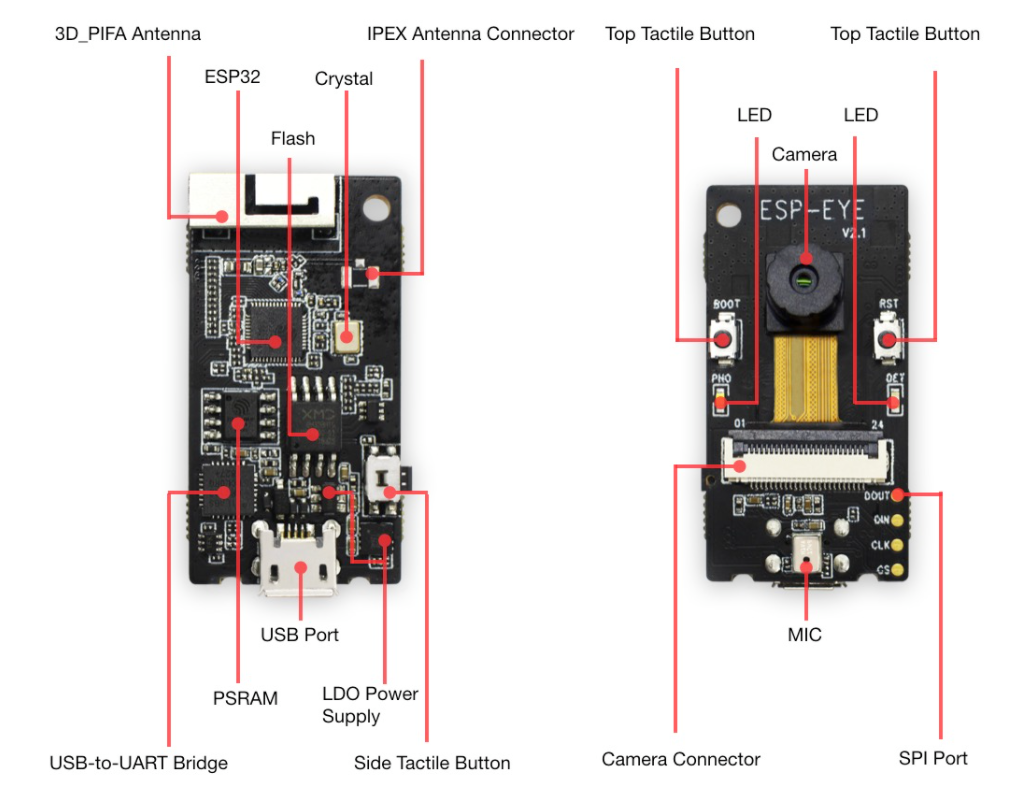 3D_PIFA Antenna
IPEX Antenna Connector
Top Tactile Button
Top Tactile Button
ESP32
Crystal
LED
LED
Flash
Camera
ESP-EYE
V2.1
BOOT
RST
PHO
DET
XMC
01
24
DOUT
DIN
CLK
CS
USB Port
MIC
PSRAM
LDO Power
Supply
USB-to-UART Bridge
Side Tactile Button
Camera Connector
SPI Port